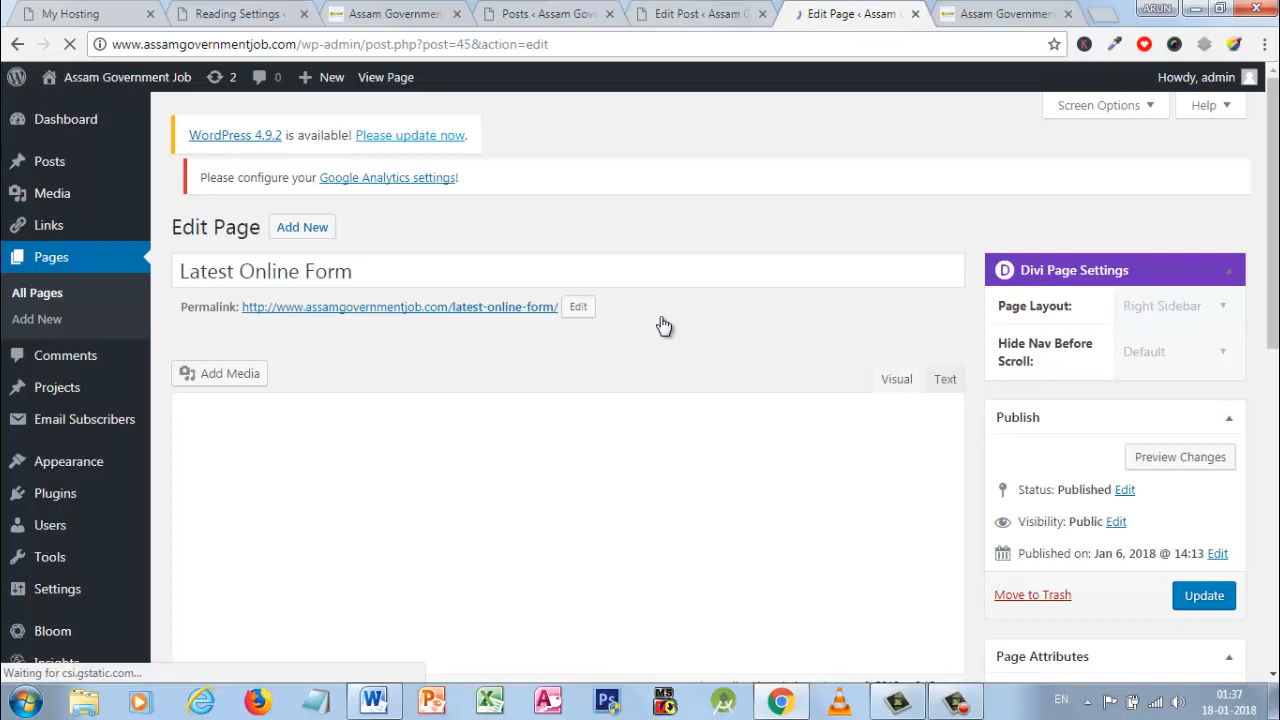 My Hosting
Reading Settings ‹
Assam Government
Posts ‹ Assam Gov
Edit Post ‹ Assam G
Edit Page ‹ Assam
Assam Government
ARUN
www.assamgovernmentjob.com/wp-admin/post.php?post=45&action=edit
Assam Government Job
2
0
New
View Page
Howdy, admin
Screen Options
Help
Dashboard
Posts
Media
Links
Pages
All Pages
Add New
Comments
Projects
Email Subscribers
Appearance
Plugins
Users
Tools
Settings
Bloom
Insights
WordPress 4.9.2 is available! Please update now.
Please configure your Google Analytics settings!
Edit Page
Add New
Latest Online Form
Permalink: http://www.assamgovernmentjob.com/latest-online-form/
Edit
Add Media
Visual
Text
Divi Page Settings
Page Layout:
Right Sidebar
Hide Nav Before
Scroll:
Default
Publish
Preview Changes
Status: Published Edit
Visibility: Public Edit
Published on: Jan 6, 2018 @ 14:13 Edit
Move to Trash
Update
Page Attributes
Waiting for csi.gstatic.com...
EN
01:37
18-01-2018